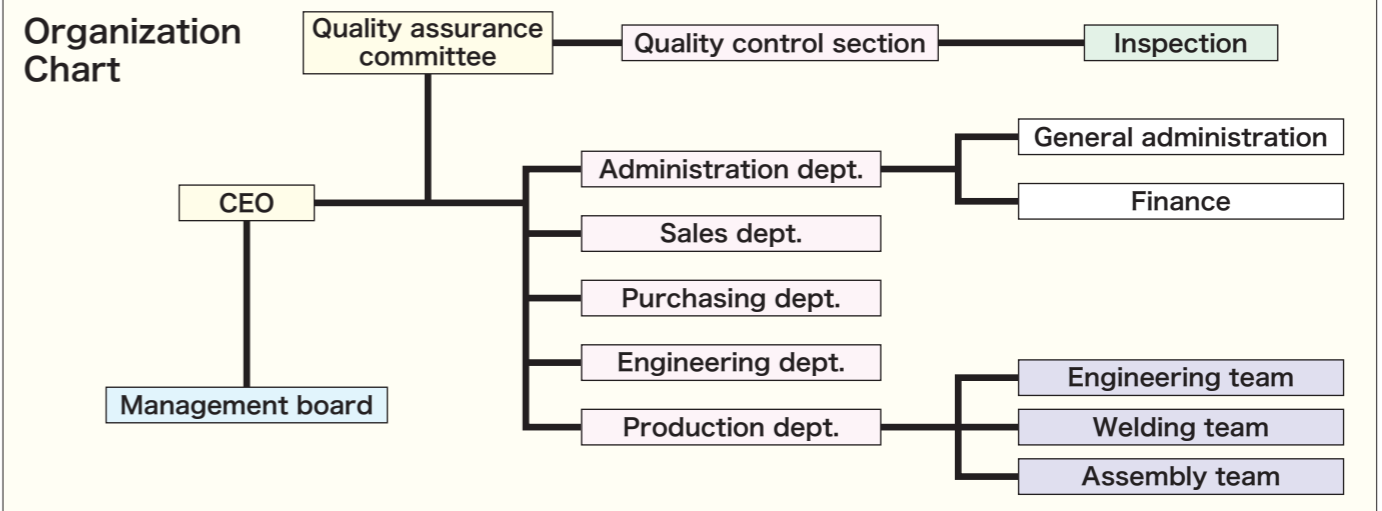 Organization
Chart
Quality assurance
committee
Quality control section
Inspection
CEO
Management board
Administration dept.
General administration
Finance
Sales dept.
Purchasing dept.
Engineering dept.
Production dept.
Engineering team
Welding team
Assembly team